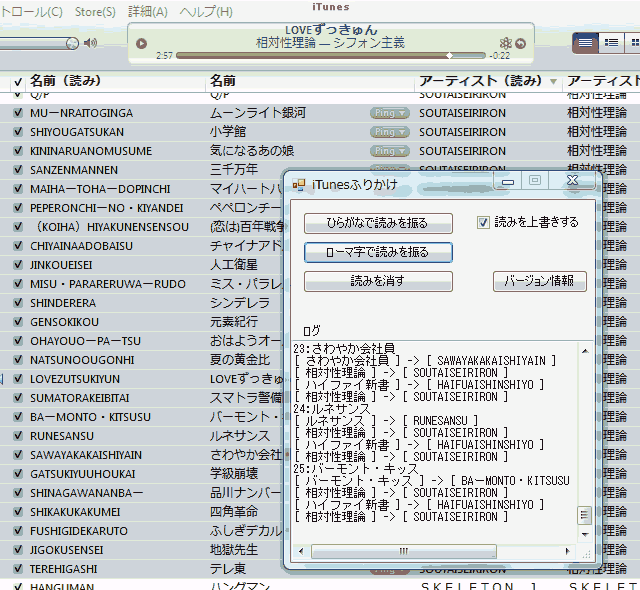 iTunes
トロール(C) Store(S) 詳細(A) ヘルプ(H)
LOVEずっきゅん
相対性理論 — シフォン主義
2:57 -0:22
名前（読み） 名前 アーティスト（読み） アーティスト
Q/P Q/P SOUTAISEIRIRON 相対性理論
MUーNRAITOGINGA ムーンライト銀河 Ping SOUTAISEIRIRON 相対性理論
SHIYOUGATSUKAN 小学館 Ping SOUTAISEIRIRON 相対性理論
KININARUANOMUSUME 気になるあの娘 Ping SOUTAISEIRIRON 相対性理論
SANZENMANNEN 三千万年 SOUTAISEIRIRON 相対性理論
MAIHAーTOHAーDOPINCHI マイハートハ
PEPERONCHIーNO・KIYANDEI ペペロンチー
（KOIHA）HIYAKUNENSENSOU (恋は)百年戦争
CHIYAINAADOBAISU チャイナアド
JINKOUEISEI 人工衛星
MISU・PARARERUWAーRUDO ミス・パラレ
SHINDERERA シンデレラ
GENSOKIKOU 元素紀行
OHAYOUOーPAーTSU おはようオー
NATSUNOOUGONHI 夏の黄金比
LOVEZUTSUKIYUN LOVEずっきゅ
SUMATORAKEIBITAI スマトラ警備
BAーMONTO・KITSUSU バーモント・
RUNESANSU ルネサンス
SAWAYAKAKAISHIYAIN さわやか会社
GATSUKIYUUHOUKAI 学級崩壊
SHINAGAWANANBAー 品川ナンバー
SHIKAKUKAKUMEI 四角革命
FUSHIGIDEKARUTO ふしぎデカル
JIGOKUSENSEI 地獄先生
TEREHIGASHI テレ東 SOUTAISEIRIRON 相対性理論
HANGUMAN ハングマン ＳＫＥＬＥＴＯＮ １ ＳＫＥＬＥＴ
iTunesふりかけ
ひらがなで読みを振る 読みを上書きする
ローマ字で読みを振る
読みを消す バージョン情報
ログ
23:さわやか会社員
[ さわやか会社員 ] -> [ SAWAYAKAKAISHIYAIN ]
[ 相対性理論 ] -> [ SOUTAISEIRIRON ]
[ ハイファイ新書 ] -> [ HAIFUAISHINSHIYO ]
[ 相対性理論 ] -> [ SOUTAISEIRIRON ]
24:ルネサンス
[ ルネサンス ] -> [ RUNESANSU ]
[ 相対性理論 ] -> [ SOUTAISEIRIRON ]
[ ハイファイ新書 ] -> [ HAIFUAISHINSHIYO ]
[ 相対性理論 ] -> [ SOUTAISEIRIRON ]
25:バーモント・キッス
[ バーモント・キッス ] -> [ BAーMONTO・KITSUSU
[ 相対性理論 ] -> [ SOUTAISEIRIRON ]
[ ハイファイ新書 ] -> [ HAIFUAISHINSHIYO ]
[ 相対性理論 ] -> [ SOUTAISEIRIRON ]